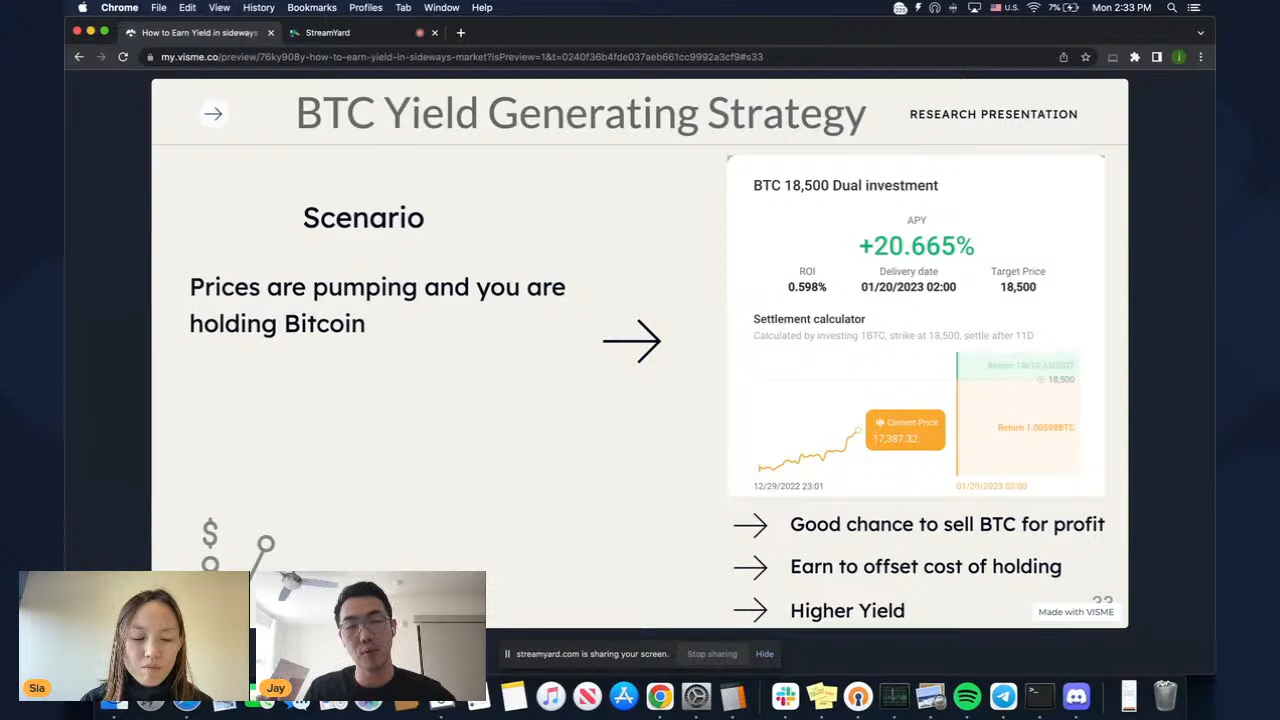 Chrome File Edit View History Bookmarks Profiles Tab Window Help
U.S. 7% Mon 2:33 PM
How to Earn Yield in sideways
StreamYard
my.visme.co/preview/76ky908y-how-to-earn-yield-in-sideways-market?isPreview=1&t=0240f36b4fde037aeb661cc9992a3cf9#s33
BTC Yield Generating Strategy
RESEARCH PRESENTATION
Scenario
Prices are pumping and you are
holding Bitcoin
BTC 18,500 Dual investment
APY
+20.665%
ROI Delivery date Target Price
0.598% 01/20/2023 02:00 18,500
Settlement calculator
Calculated by investing 1BTC, strike at 18,500, settle after 11D
18,500
Current Price
17,387.32
Return 1.00598BTC
12/29/2022 23:01
01/20/2023 02:00
Good chance to sell BTC for profit
Earn to offset cost of holding
Higher Yield
Made with VISME
$
Sia
Jay
streamyard.com is sharing your screen.
Stop sharing
Hide